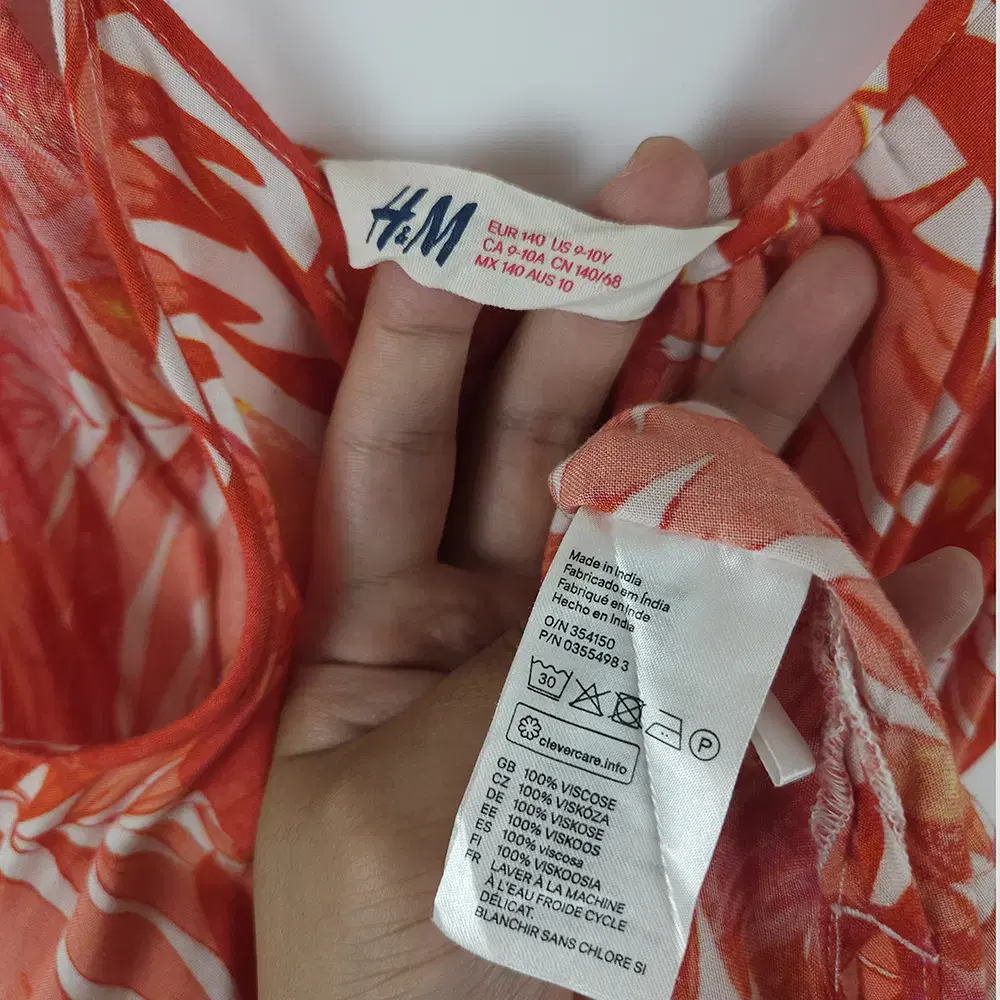 H&M
EUR 140 US 9-10Y
CA 9-10A CN 140/68
MX 140 AUS 10
Made in India
Fabricado em Índia
Fabriqué en Inde
Hecho en India
O/N 354150
P/N 0355498 3
30
P
clevercare.info
GB 100% VISCOSE
CZ 100% VISKÓZA
DE 100% VISKOSE
EE 100% VISKOOS
ES 100% viscosa
FI 100% VISKOOSIA
FR LAVER À LA MACHINE
À L'EAU FROIDE CYCLE
DÉLICAT.
BLANCHIR SANS CHLORE SI